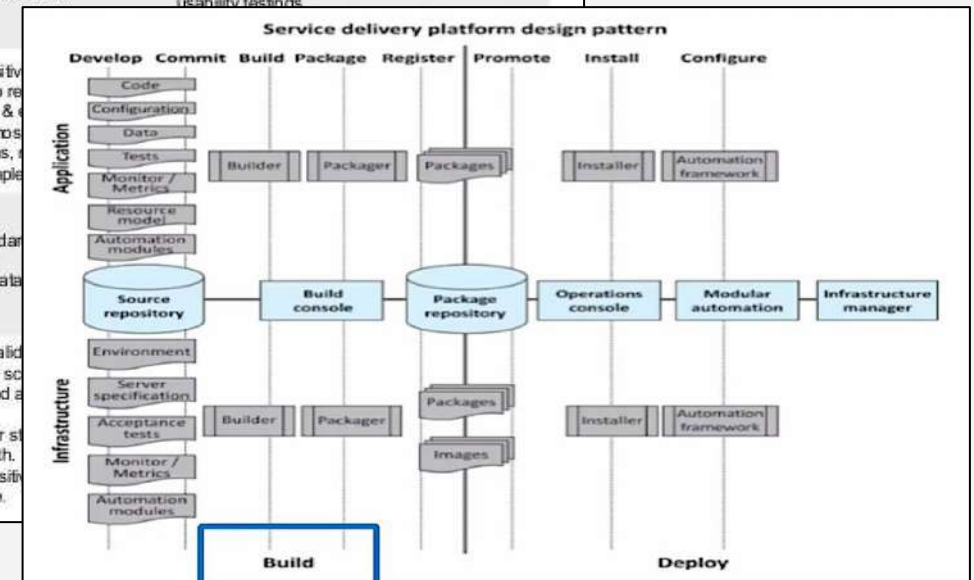 usability testings
Service delivery platform design pattern
Develop Commit Build Package Register Promote Install Configure
Application
Code
Configuration
Data
Tests
Monitor /
Metrics
Resource
model
Automation
modules
Builder
Packager
Packages
Installer
Automation
framework
Source
repository
Build
console
Package
repository
Operations
console
Modular
automation
Infrastructure
manager
Infrastructure
Environment
Server
specification
Acceptance
tests
Monitor /
Metrics
Automation
modules
Builder
Packager
Packages
Images
Installer
Automation
framework
Build
Deploy